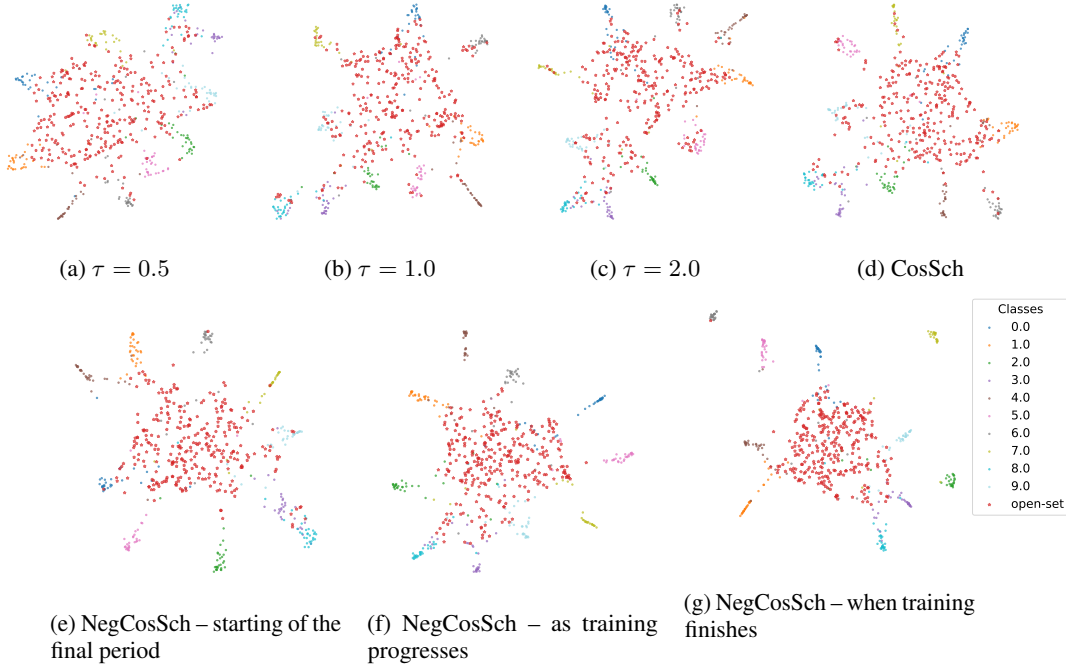 (a) τ = 0.5
(b) τ = 1.0
(c) τ = 2.0
(d) CosSch
Classes
0.0
1.0
2.0
3.0
4.0
5.0
6.0
7.0
8.0
9.0
open-set
(e) NegCosSch – starting of the
final period
(f) NegCosSch – as training
progresses
(g) NegCosSch – when training
finishes